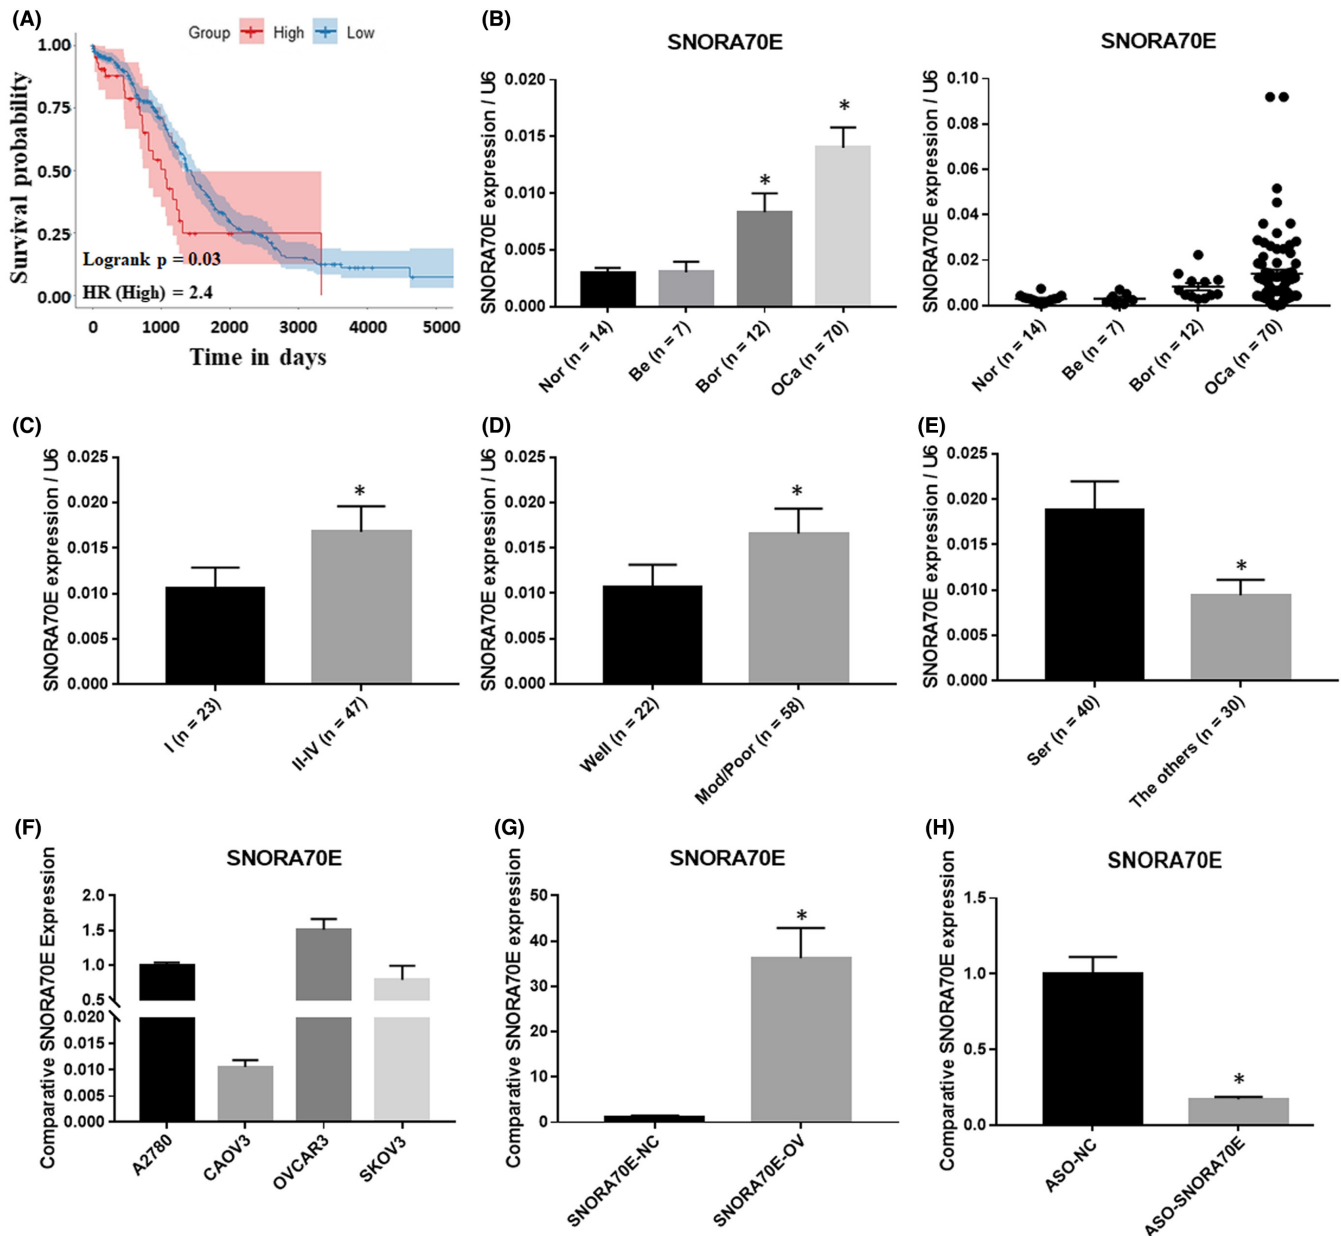 (A)
Group High Low
Survival probability
1.00
0.75
0.50
0.25
0.00
Logrank p = 0.03
HR (High) = 2.4
0 1000 2000 3000 4000 5000
Time in days
(B)
SNORA70E
SNORA70E expression / U6
0.020
0.015
0.010
0.005
0.000
*
*
Nor (n = 14)
Be (n = 7)
Bor (n = 12)
OCa (n = 70)
SNORA70E
SNORA70E expression / U6
0.10
0.08
0.06
0.04
0.02
0.00
Nor (n = 14)
Be (n = 7)
Bor (n = 12)
OCa (n = 70)
(C)
SNORA70E expression / U6
0.025
0.020
0.015
0.010
0.005
0.000
*
I (n = 23)
II-IV (n = 47)
(D)
SNORA70E expression / U6
0.025
0.020
0.015
0.010
0.005
0.000
*
Well (n = 22)
Mod/Poor (n = 58)
(E)
SNORA70E expression / U6
0.025
0.020
0.015
0.010
0.005
0.000
*
Ser (n = 40)
The others (n = 30)
(F)
SNORA70E
Comparative SNORA70E Expression
2.0
1.5
1.0
0.5
0.020
0.010
0.005
0.000
A2780
CAOV3
OVCAR3
SKOV3
(G)
SNORA70E
Comparative SNORA70E expression
50
40
30
20
10
0
*
SNORA70E-NC
SNORA70E-OV
(H)
SNORA70E
Comparative SNORA70E expression
1.5
1.0
0.5
0.0
*
ASO-NC
ASO-SNORA70E